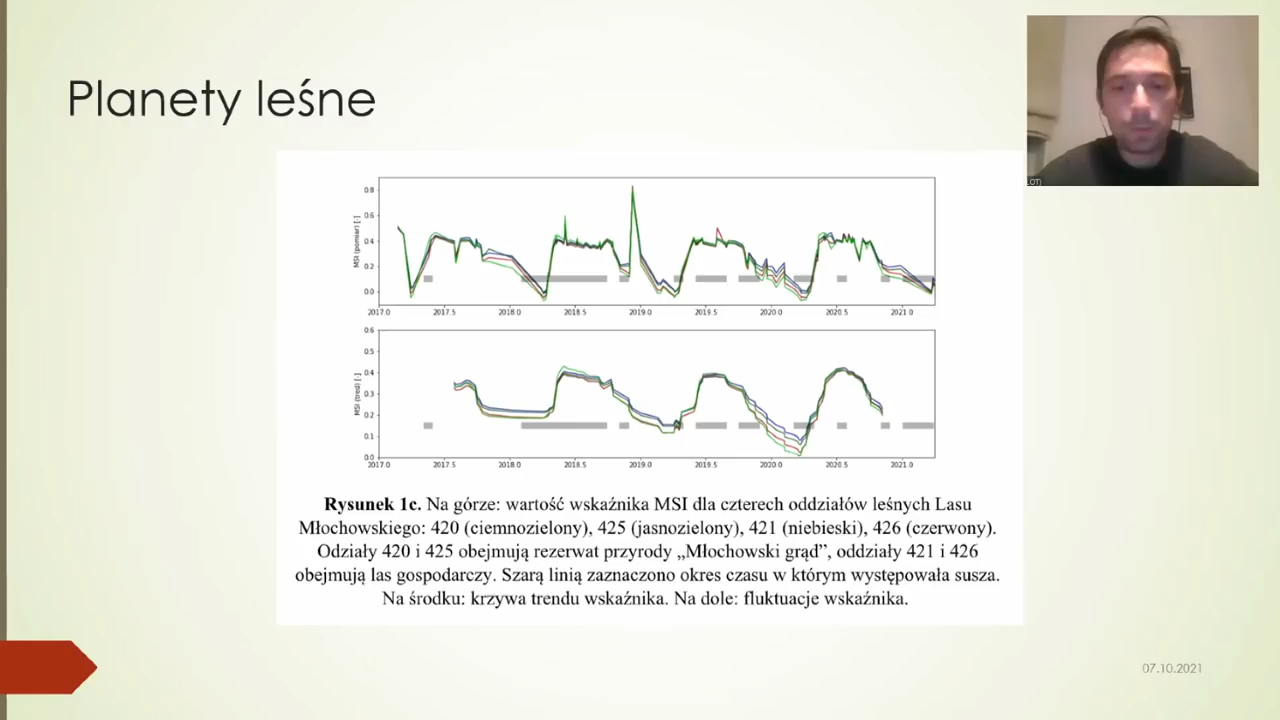 Planety leśne
LOT)
MSI (pomiar) [-]
0.8
0.6
0.4
0.2
0.0
2017.0 2017.5 2018.0 2018.5 2019.0 2019.5 2020.0 2020.5 2021.0
MSI (tred) [-]
0.6
0.5
0.4
0.3
0.2
0.1
0.0
2017.0 2017.5 2018.0 2018.5 2019.0 2019.5 2020.0 2020.5 2021.0
Rysunek 1c. Na górze: wartość wskaźnika MSI dla czterech oddziałów leśnych Lasu
Młochowskiego: 420 (ciemnozielony), 425 (jasnozielony), 421 (niebieski), 426 (czerwony).
Odziały 420 i 425 obejmują rezerwat przyrody „Młochowski grąd”, oddziały 421 i 426
obejmują las gospodarczy. Szarą linią zaznaczono okres czasu w którym występowała susza.
Na środku: krzywa trendu wskaźnika. Na dole: fluktuacje wskaźnika.
07.10.2021